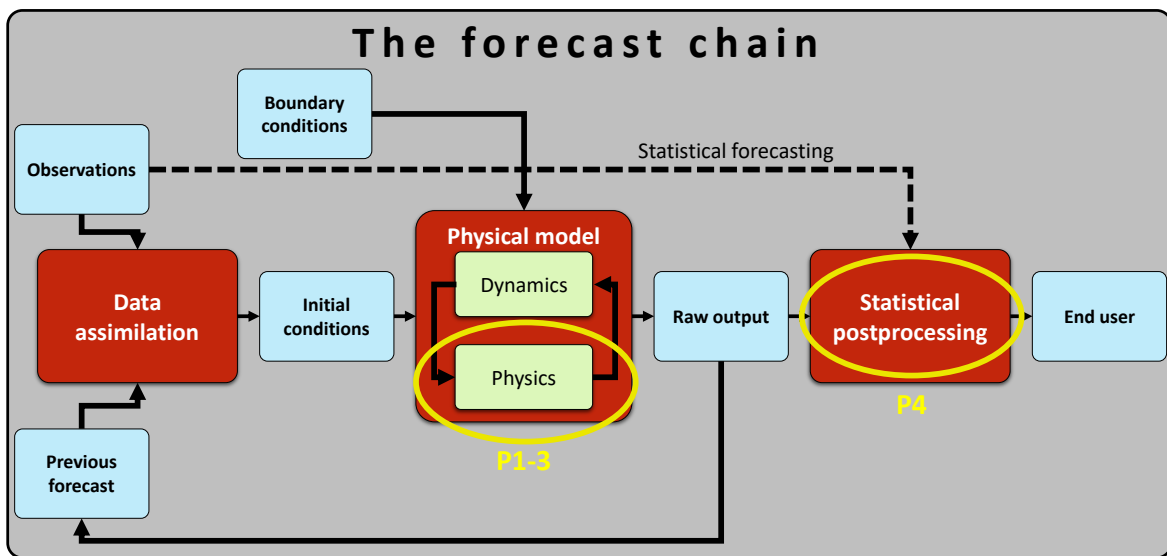 The forecast chain
Boundary
conditions
Observations
Statistical forecasting
Physical model
Dynamics
Data
assimilation
Initial
conditions
Raw output
Statistical
postprocessing
End user
Physics
P4
P1-3
Previous
forecast